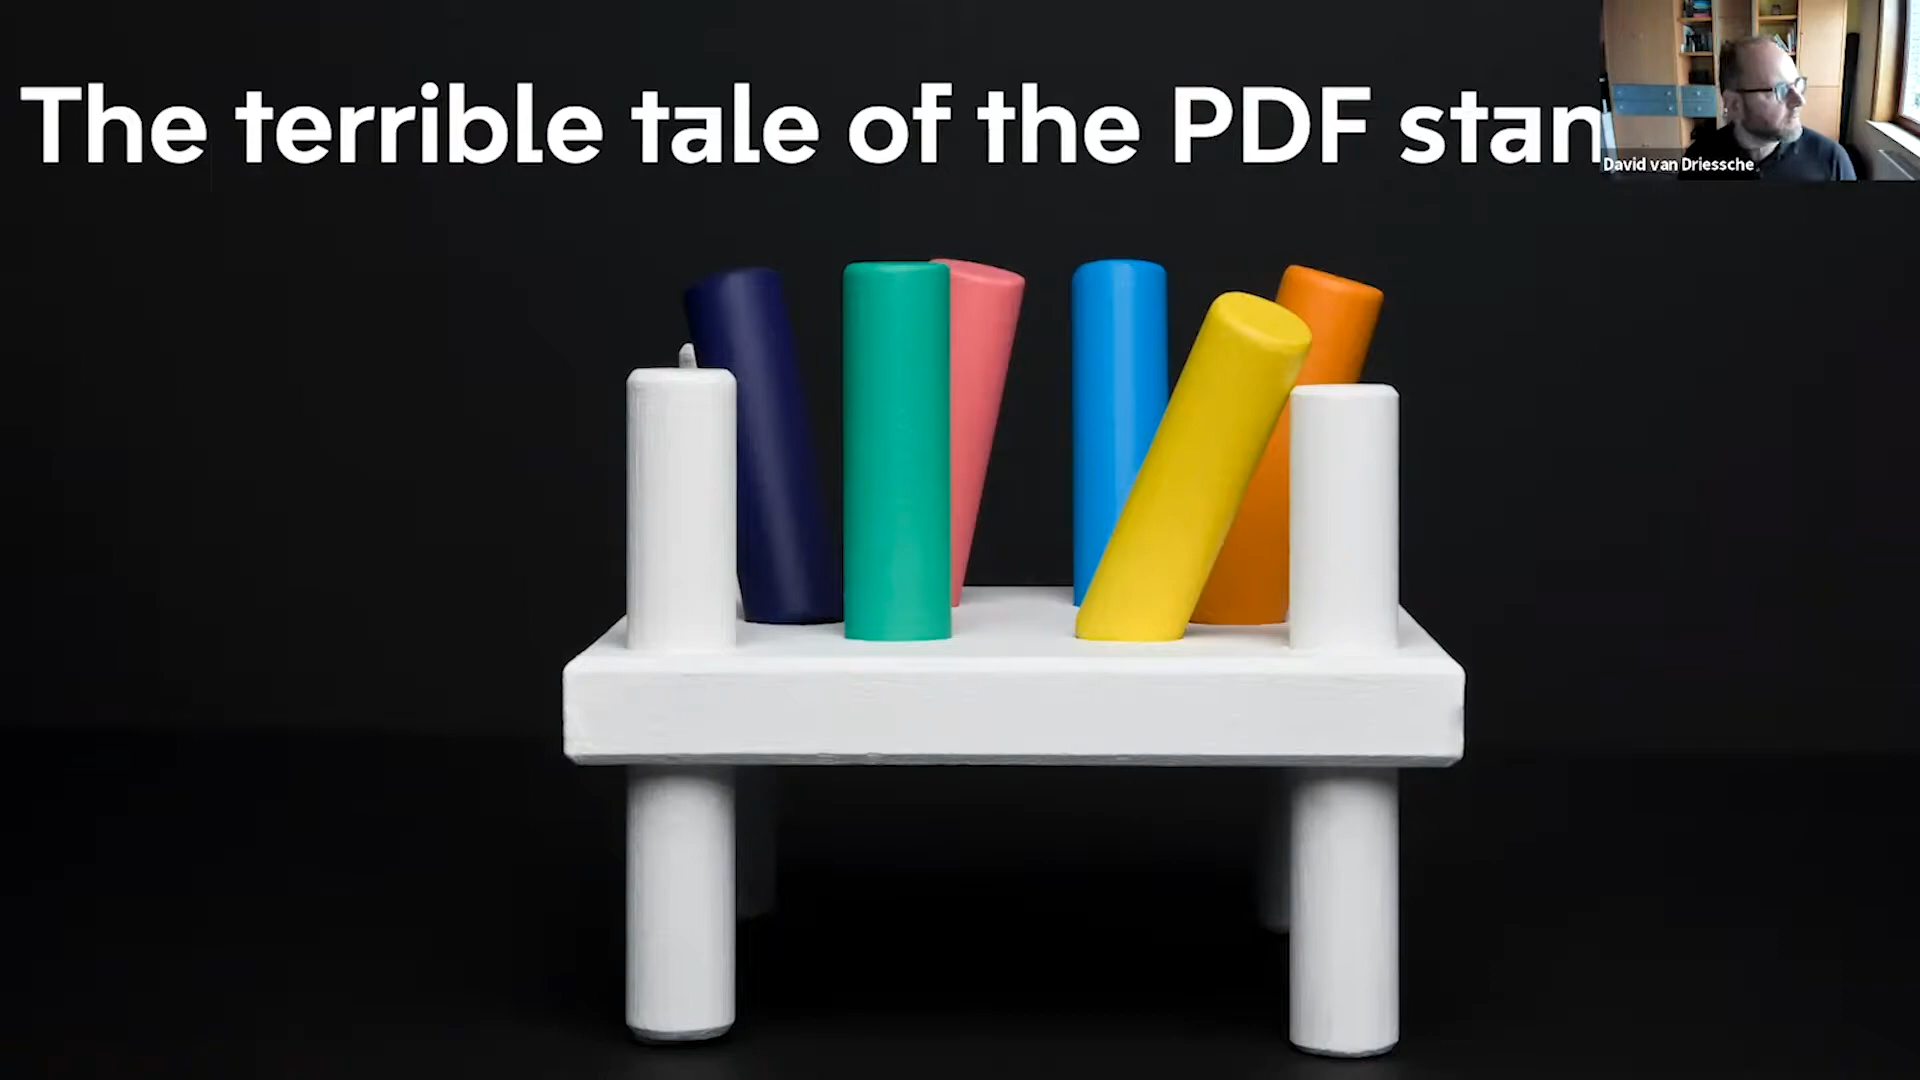 The terrible tale of the PDF stan
David van Driessche